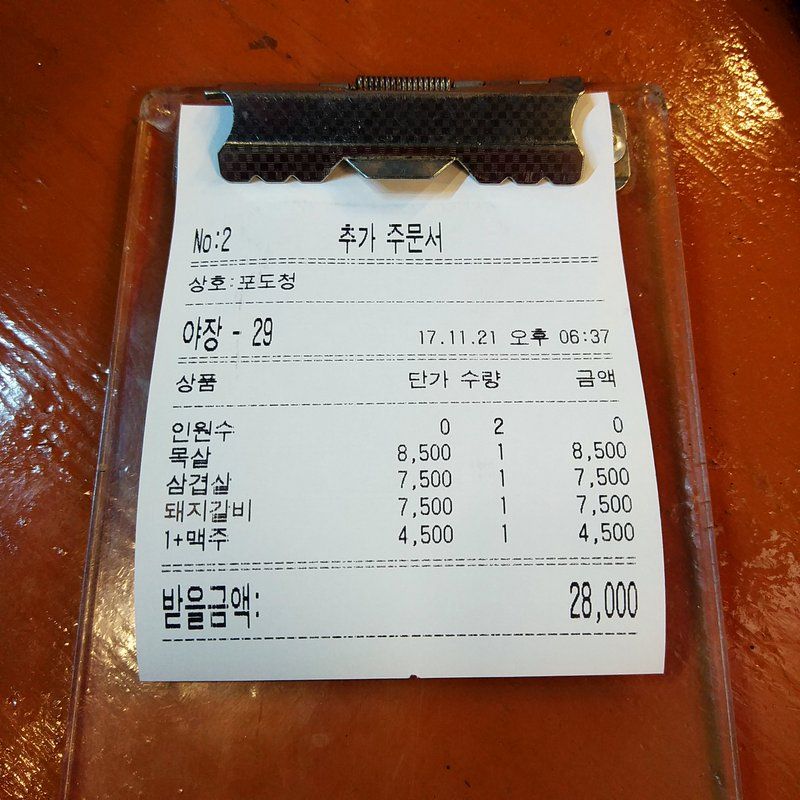 No:2 추가 주문서
상호:포도청
야장 - 29 17.11.21 오후 06:37
상품 단가 수량 금액
인원수 0 2 0
목살 8,500 1 8,500
삼겹살 7,500 1 7,500
돼지갈비 7,500 1 7,500
1+맥주 4,500 1 4,500
받을금액: 28,000